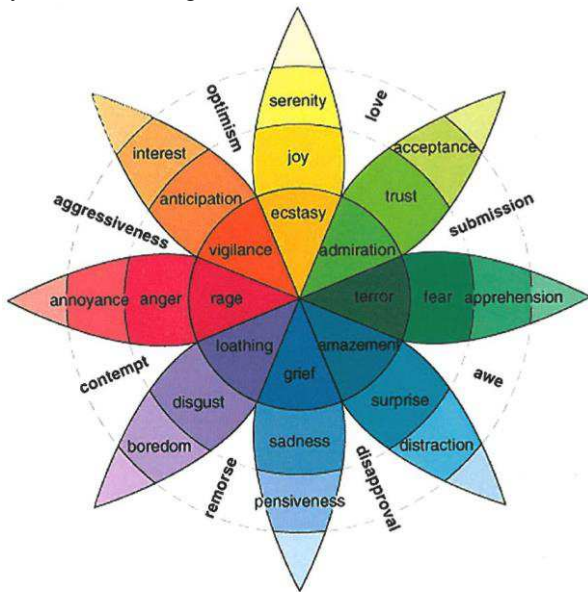 serenity
optimism
love
interest
joy
acceptance
anticipation
trust
aggressiveness
ecstasy
submission
vigilance
admiration
annoyance
anger
rage
terror
fear
apprehension
loathing
amazement
contempt
grief
awe
disgust
surprise
boredom
sadness
distraction
remorse
disapproval
pensiveness